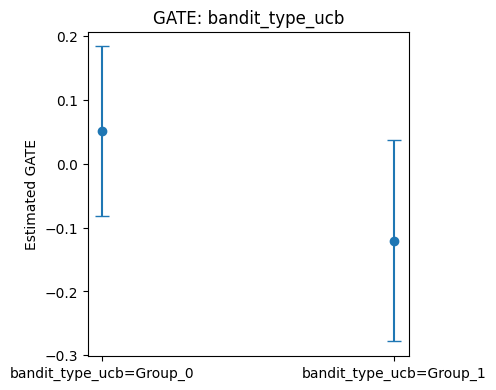 GATE: bandit_type_ucb
Estimated GATE
0.2
0.1
0.0
−0.1
−0.2
−0.3
bandit_type_ucb=Group_0
bandit_type_ucb=Group_1